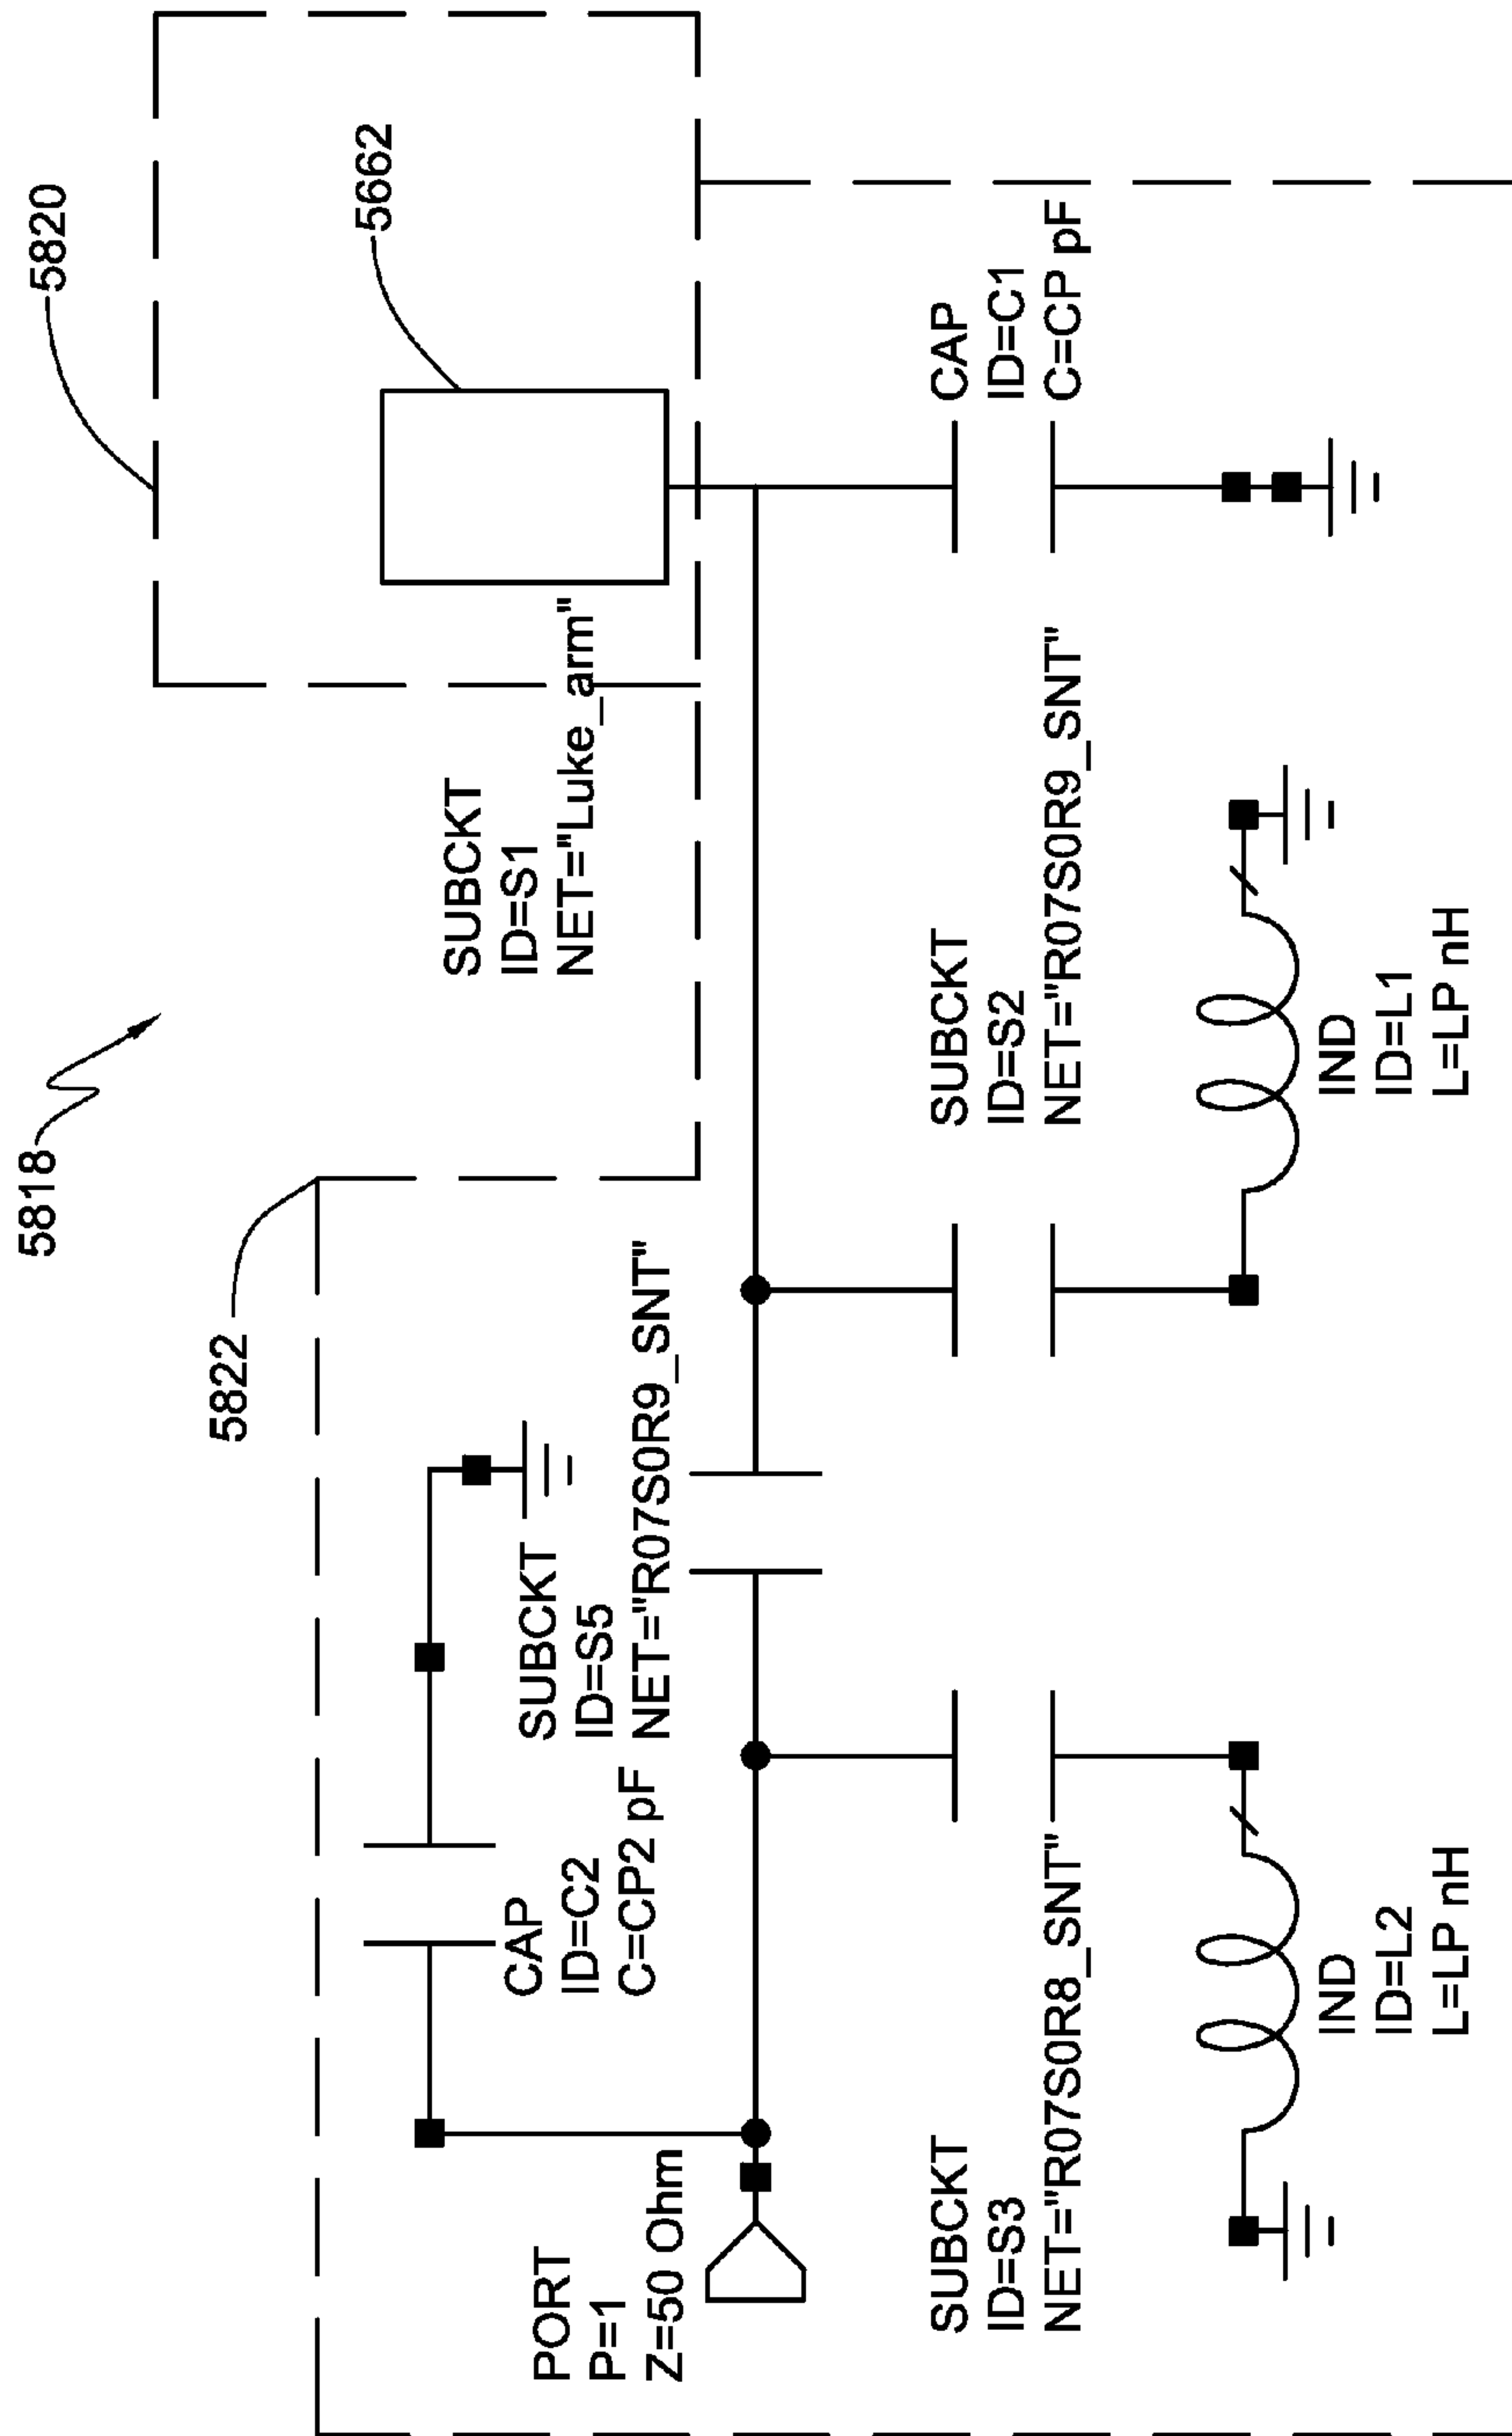 5818
5820
5822
5662
SUBCKT
ID=S1
NET="Luke_arm"
PORT
P=1
Z=50 Ohm
CAP
ID=C2
C=CP2 pF
SUBCKT
ID=S5
NET="R07S0R9_SNT"
SUBCKT
ID=S3
NET="R07S0R8_SNT"
SUBCKT
ID=S2
NET="R07S0R9_SNT"
CAP
ID=C1
C=CP pF
IND
ID=L2
L=LP nH
IND
ID=L1
L=LP nH